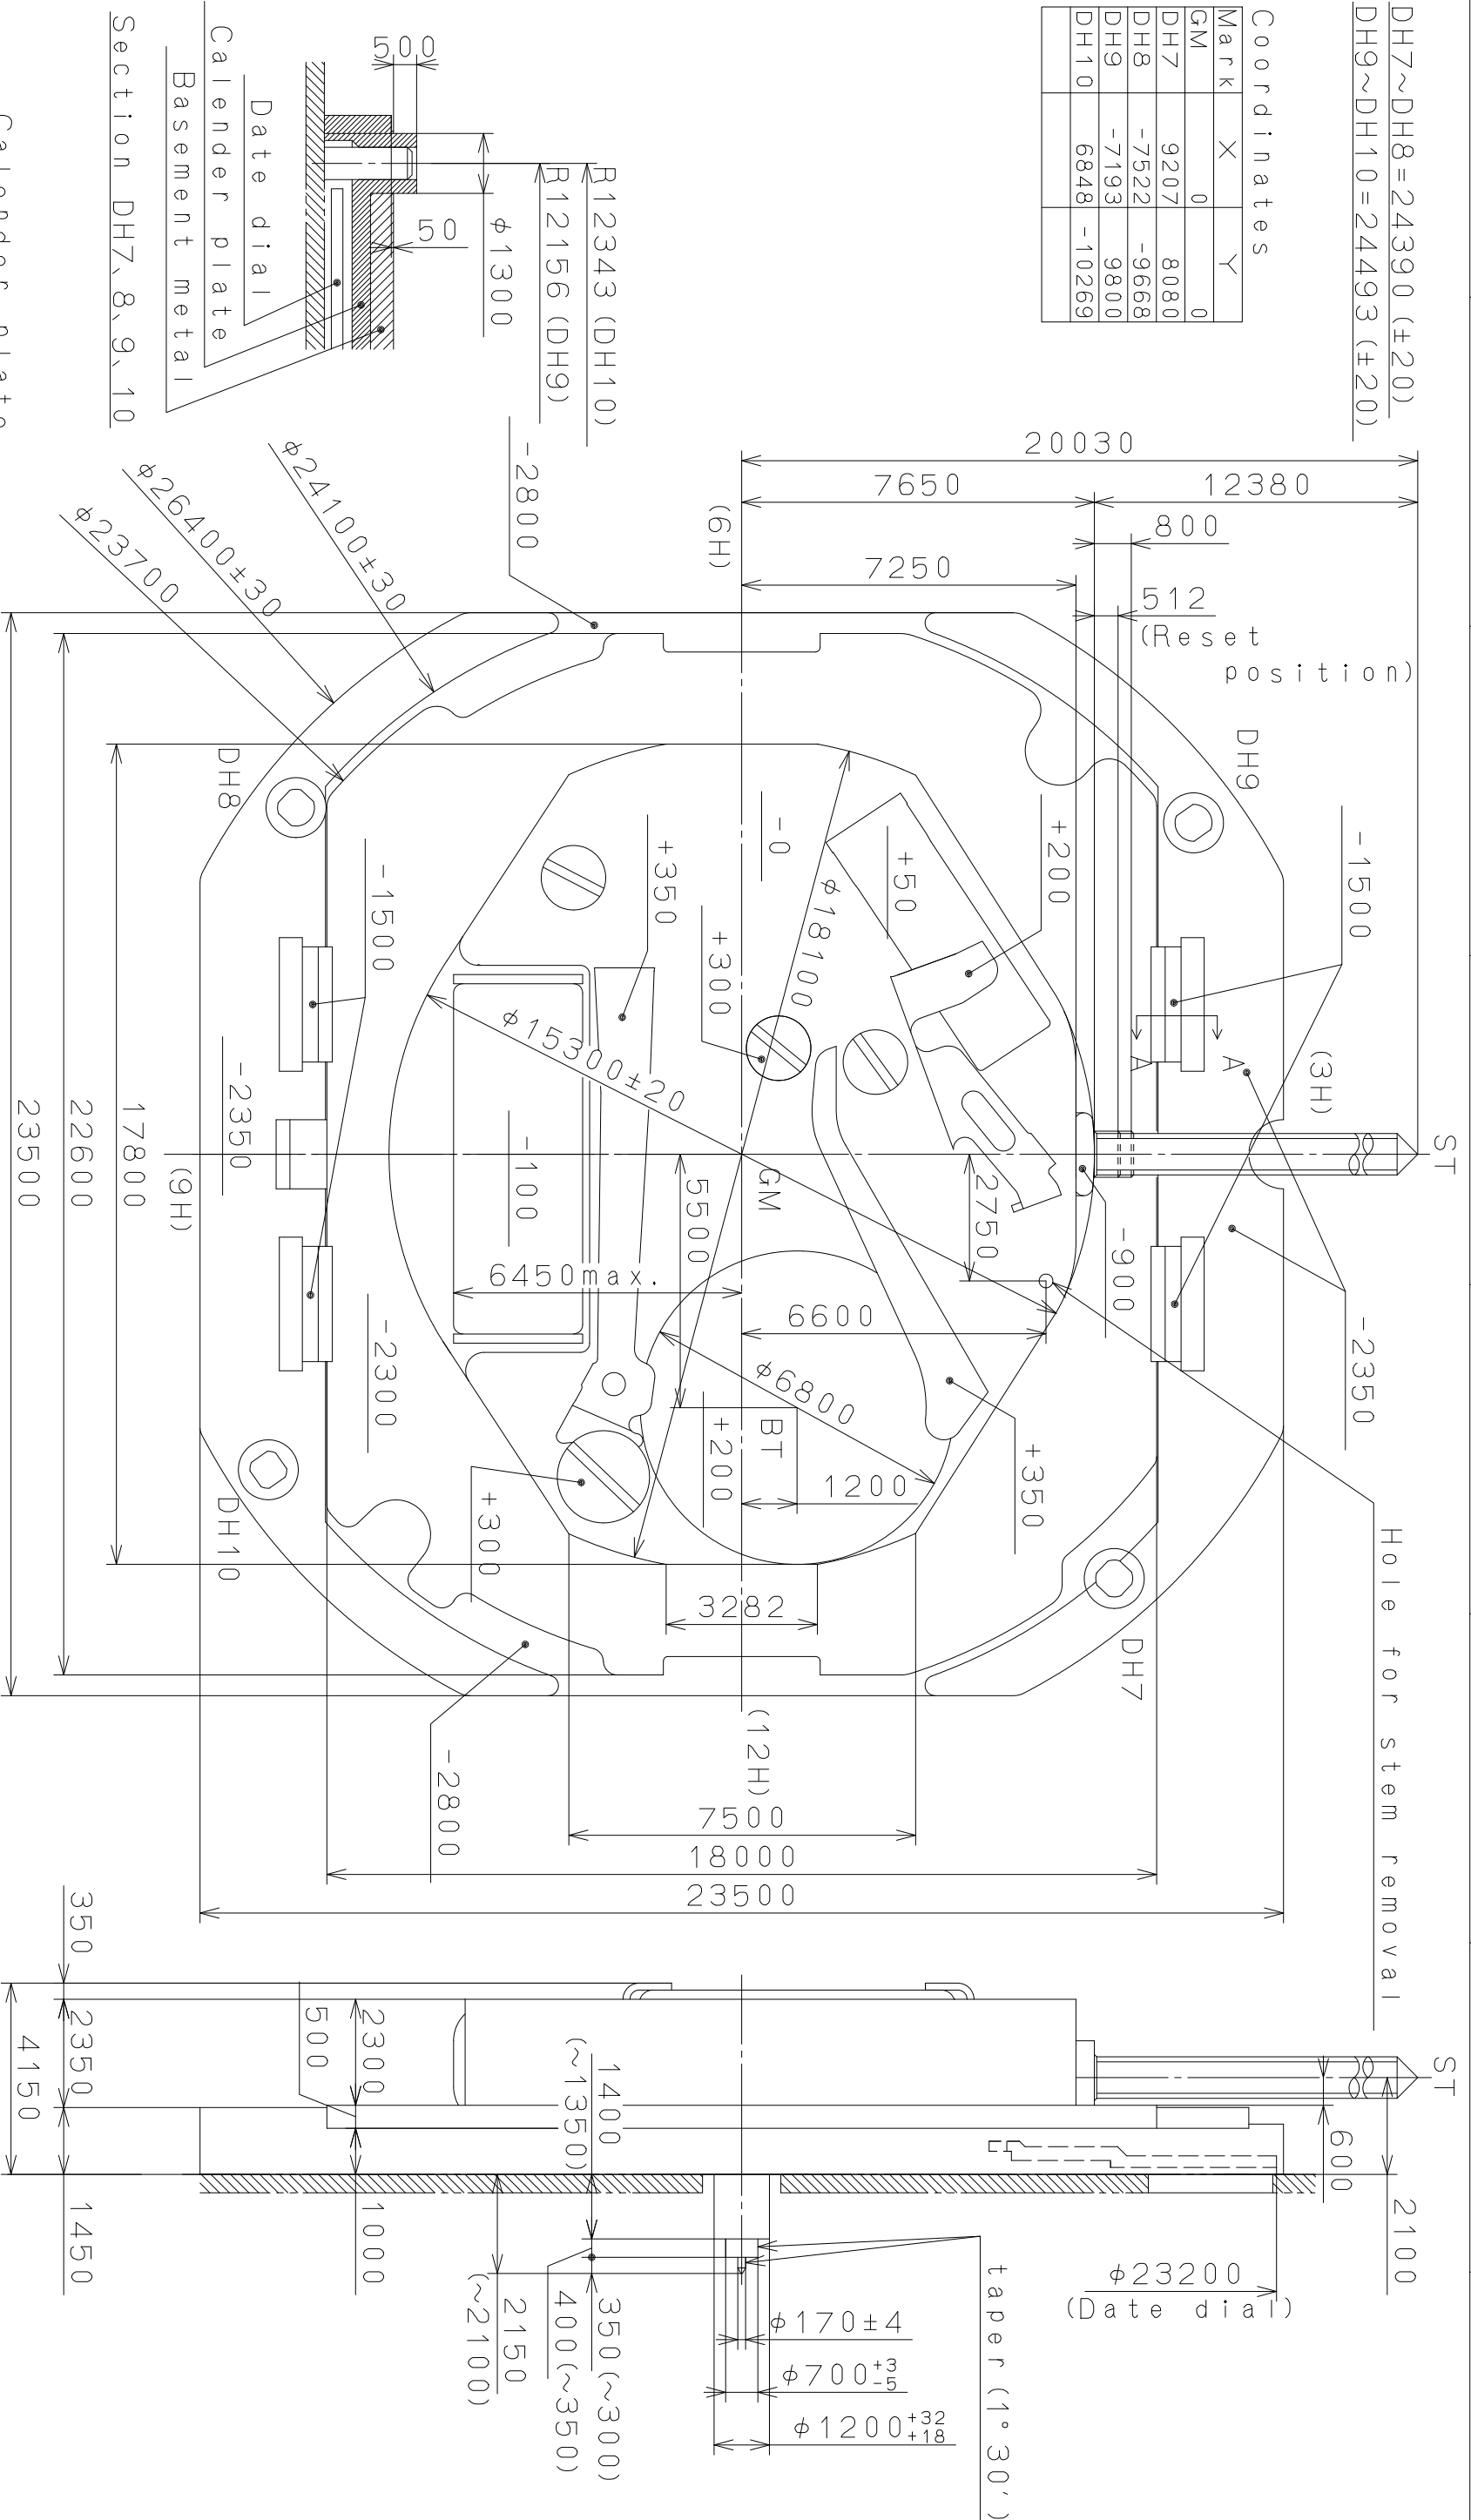 DH7~DH8=24390 (±20)
DH9~DH10=24493 (±20)
Coordinates
Mark X Y
GM 0 0
DH7 9207 8080
DH8 -7522 -9668
DH9 -7193 9800
DH10 6848 -10269
R12343 (DH10)
R12156 (DH9)
φ1300
500
50
Date dial
Calender plate
Basement metal
Section DH7、8、9、10
20030
7650
12380
800
7250
512
(Reset
position)
(6H)
-2800
φ24100±30
φ26400±30
φ23700
DH8
DH9
-1500
-0
+350
+50
+200
+300
φ18100
φ15300±20
-1500
-2350
(9H)
-100
GM
5500
2750
-900
A
A
(3H)
ST
-2350
6450max.
6600
φ6800
BT
+200
1200
+350
-2300
+300
17800
22600
23500
DH10
DH7
3282
(12H)
-2800
7500
18000
23500
Hole for stem removal
ST
350
2350
4150
500
2300
1400
(~1350)
600
2100
1450
1000
2150
(~2100)
400(~350)
350(~300)
φ23200
(Date dial)
φ170±4
φ700+3-5
φ1200+32+18
taper (1°30')